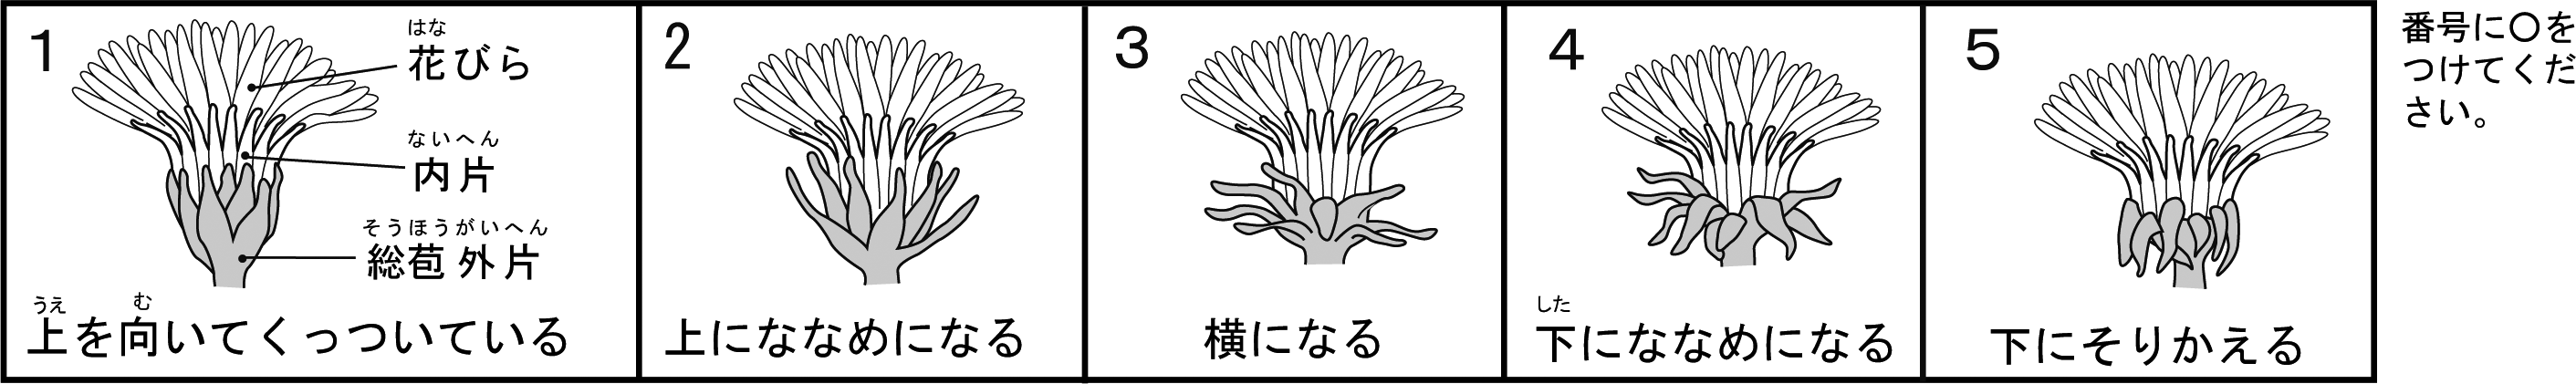 1
はな
花びら
ないへん
内片
そうほうがいへん
総苞外片
うえ む
上を向いてくっついている
2
上にななめになる
3
横になる
4
した
下にななめになる
5
下にそりかえる
番号に○を
つけてくだ
さい。